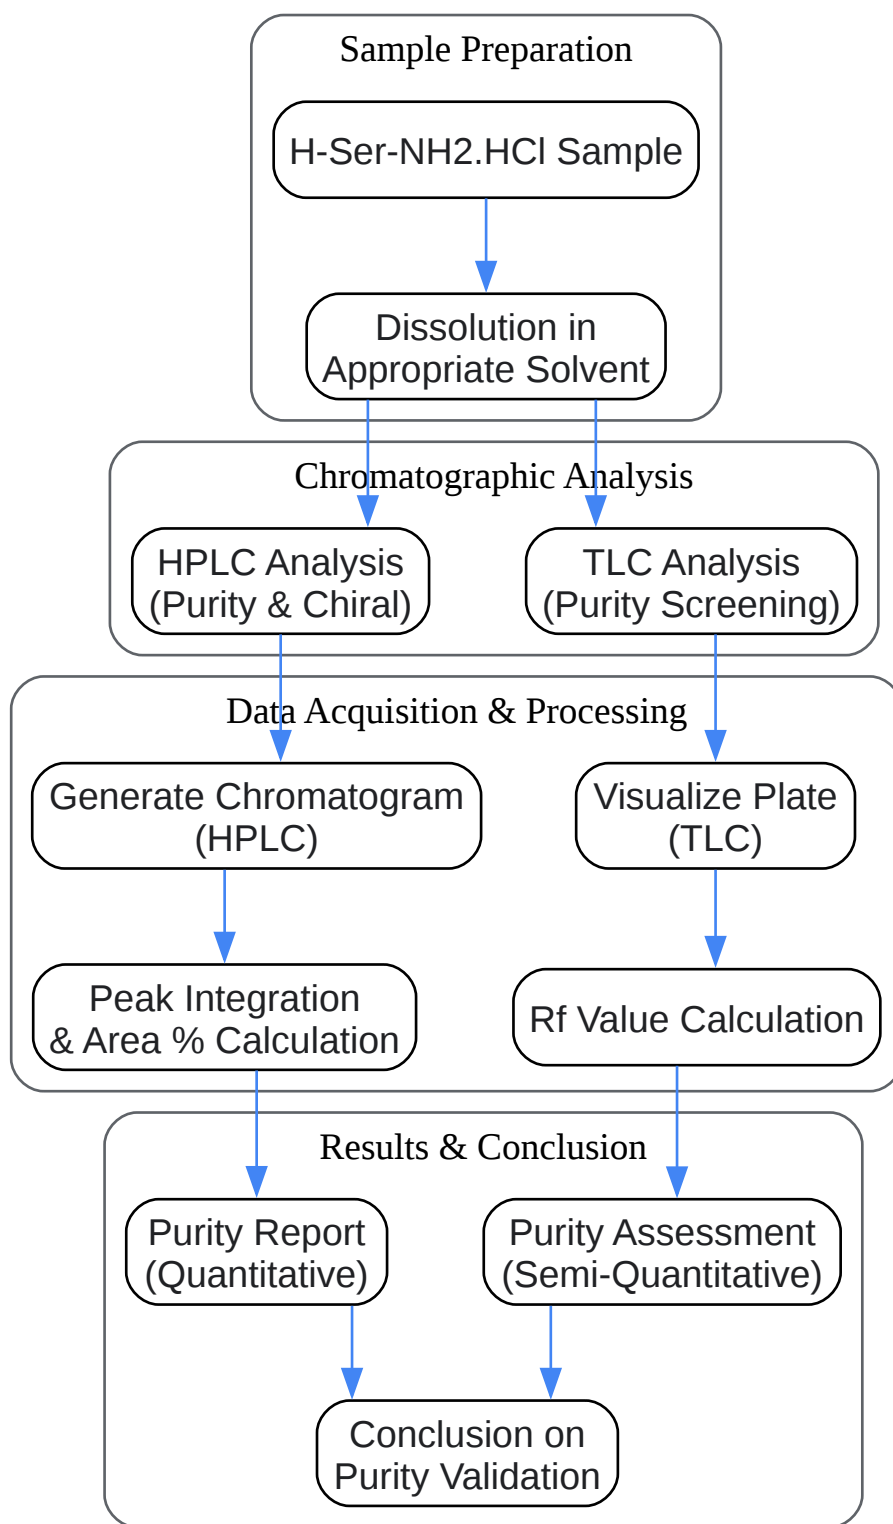 Sample Preparation
H-Ser-NH2.HCl Sample
Dissolution in
Appropriate Solvent
Chromatographic Analysis
HPLC Analysis
(Purity & Chiral)
TLC Analysis
(Purity Screening)
Data Acquisition & Processing
Generate Chromatogram
(HPLC)
Visualize Plate
(TLC)
Peak Integration
& Area % Calculation
Rf Value Calculation
Results & Conclusion
Purity Report
(Quantitative)
Purity Assessment
(Semi-Quantitative)
Conclusion on
Purity Validation